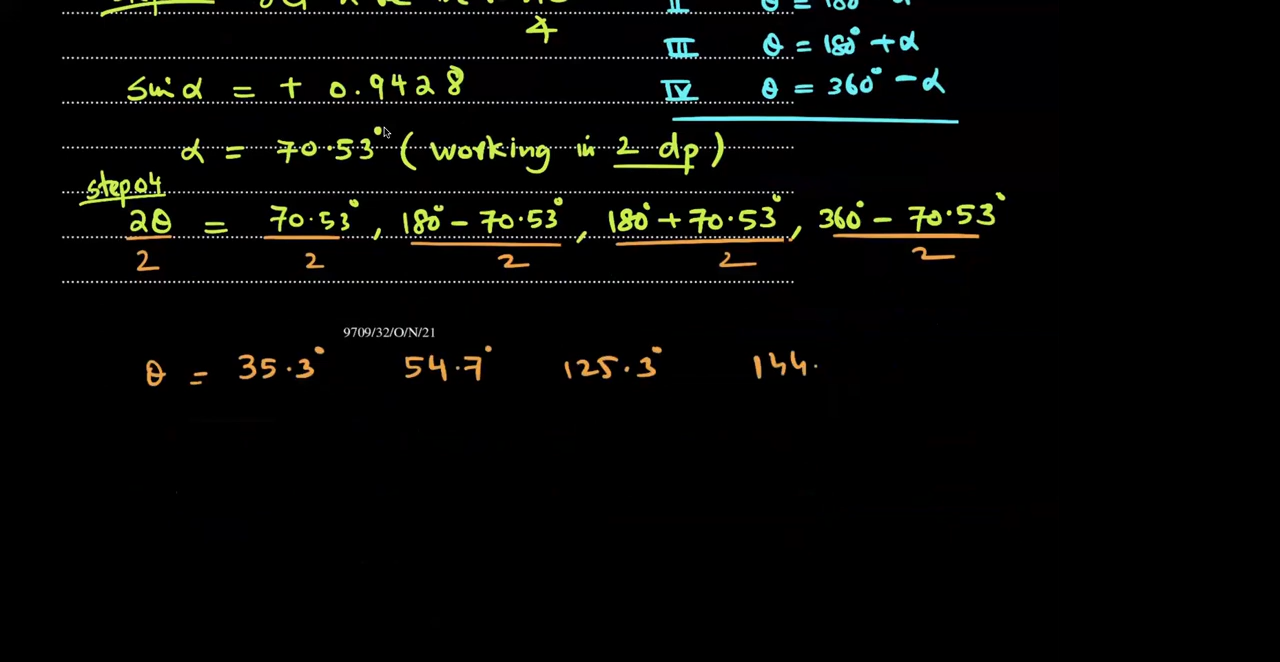 4
II θ = 180° - α
III θ = 180° + α
sin α = + 0.9428
IV θ = 360° - α
α = 70.53° ( working in 2 dp )
step 04
2θ = 70.53° , 180° - 70.53° , 180° + 70.53° , 360° - 70.53°
2 2 2 2 2
9709/32/O/N/21
θ = 35.3° 54.7° 125.3° 144.